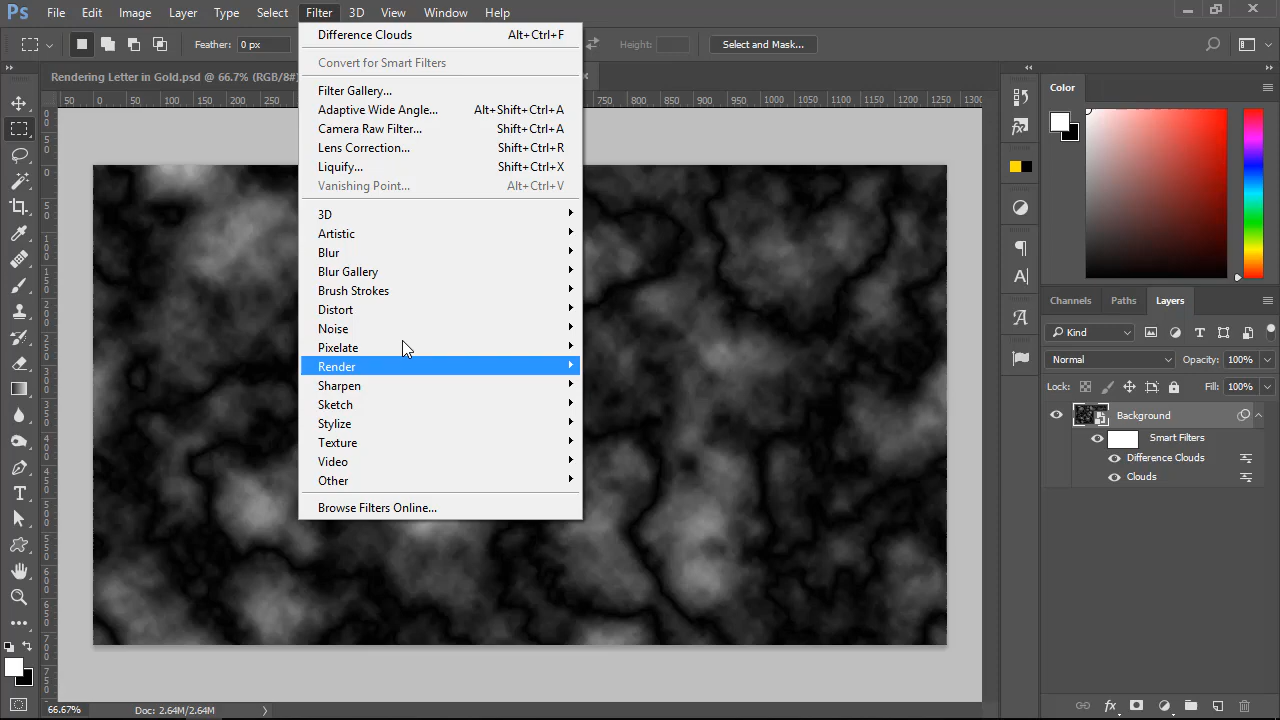 Ps File Edit Image Layer Type Select Filter 3D View Window Help
Feather: 0 px Height: Select and Mask...
Rendering Letter in Gold.psd @ 66.7% (RGB/8#)
50 0 50 100 150 200 250 750 800 850 900 950 1000 1050 1100 1150 1200 1250 1300
Difference Clouds Alt+Ctrl+F
Convert for Smart Filters
Filter Gallery...
Adaptive Wide Angle... Alt+Shift+Ctrl+A
Camera Raw Filter... Shift+Ctrl+A
Lens Correction... Shift+Ctrl+R
Liquify... Shift+Ctrl+X
Vanishing Point... Alt+Ctrl+V
3D
Artistic
Blur
Blur Gallery
Brush Strokes
Distort
Noise
Pixelate
Render
Sharpen
Sketch
Stylize
Texture
Video
Other
Browse Filters Online...
Color
Channels Paths Layers
Kind
Normal Opacity: 100%
Lock: Fill: 100%
Background
Smart Filters
Difference Clouds
Clouds
66.67% Doc: 2.64M/2.64M